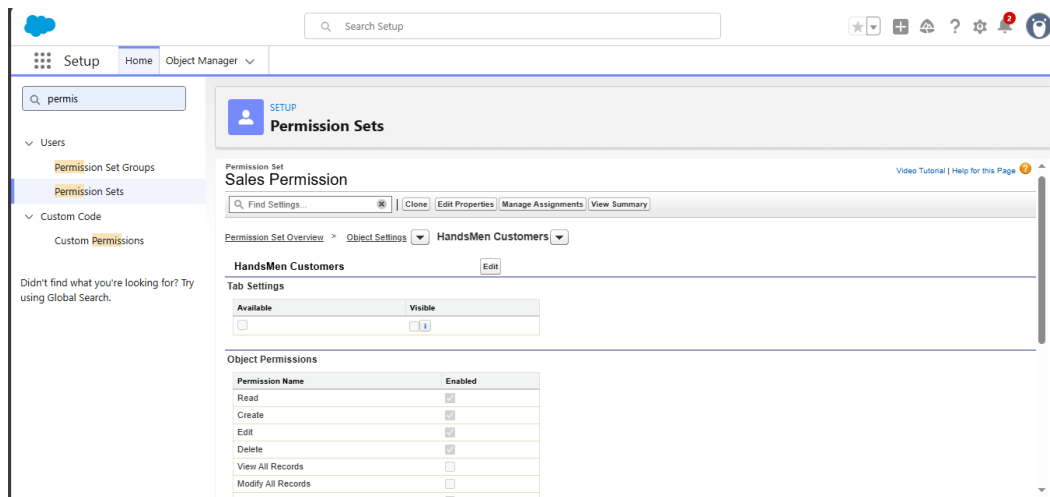 Search Setup
2
Setup Home Object Manager
permis
SETUP
Permission Sets
Users
Permission Set Groups
Permission Sets
Custom Code
Custom Permissions
Didn't find what you're looking for? Try
using Global Search.
Permission Set
Sales Permission
Video Tutorial | Help for this Page
Find Settings... | Clone Edit Properties Manage Assignments View Summary
Permission Set Overview > Object Settings HandsMen Customers
HandsMen Customers Edit
Tab Settings
Available Visible
i
Object Permissions
Permission Name Enabled
Read
Create
Edit
Delete
View All Records
Modify All Records